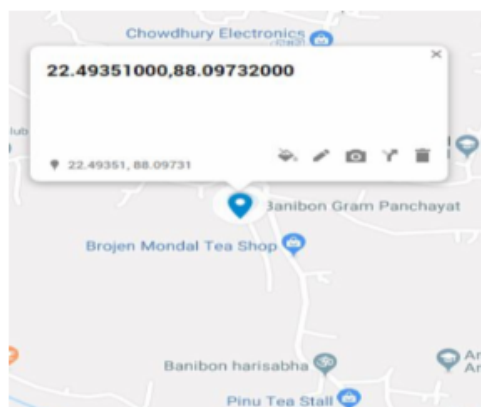 Chowdhury Electronics
22.49351000,88.09732000
22.49351, 88.09731
Banibon Gram Panchayat
Brojen Mondal Tea Shop
Banibon harisabha
Pinu Tea Stall